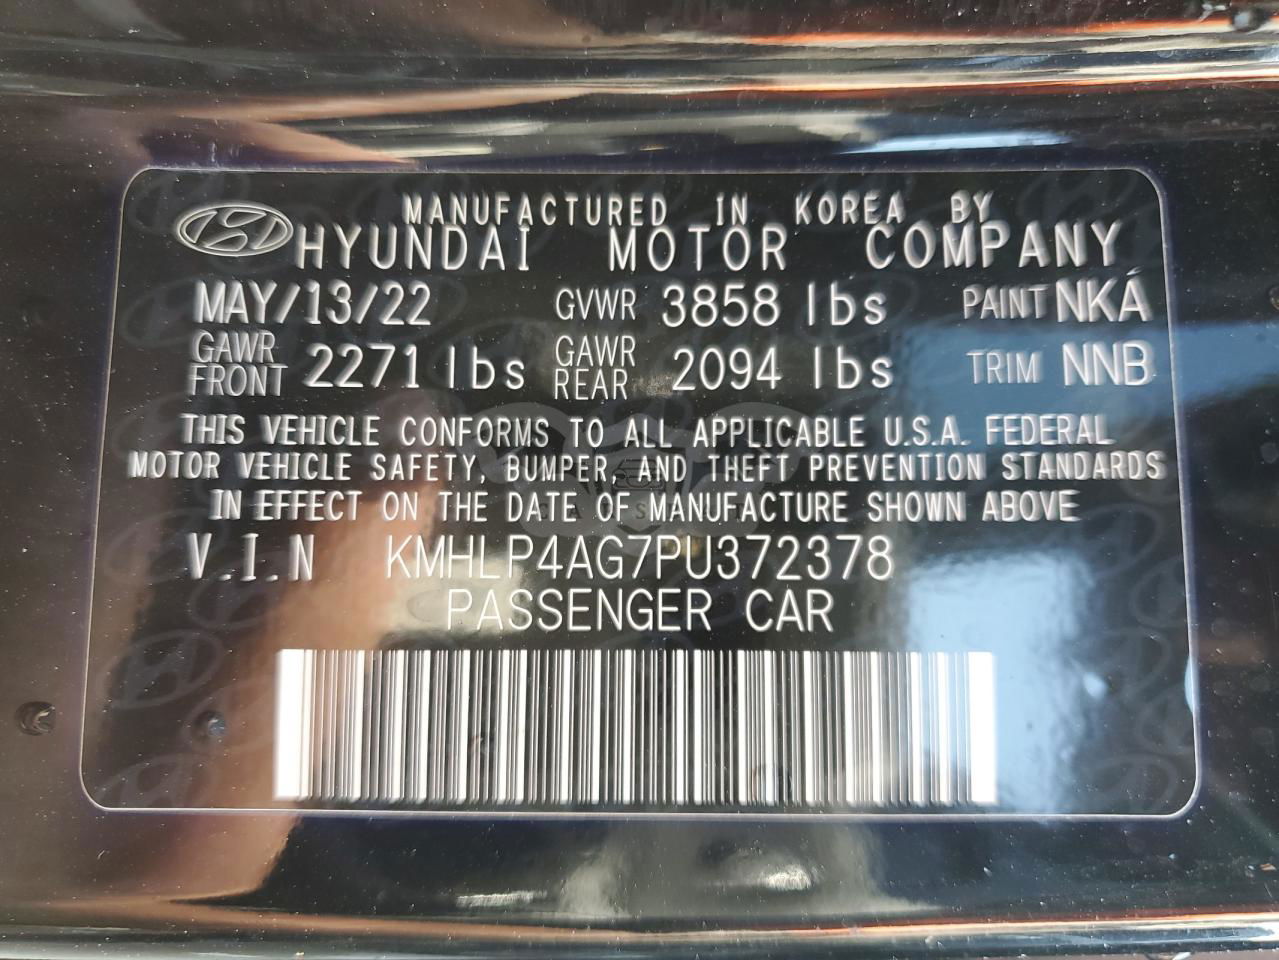 MANUFACTURED IN KOREA BY
HYUNDAI MOTOR COMPANY
MAY/13/22 GVWR 3858 lbs PAINT NKA
GAWR FRONT 2271 lbs GAWR REAR 2094 lbs TRIM NNB
THIS VEHICLE CONFORMS TO ALL APPLICABLE U.S.A. FEDERAL
MOTOR VEHICLE SAFETY, BUMPER, AND THEFT PREVENTION STANDARDS
IN EFFECT ON THE DATE OF MANUFACTURE SHOWN ABOVE
V.I.N KMHLP4AG7PU372378
PASSENGER CAR